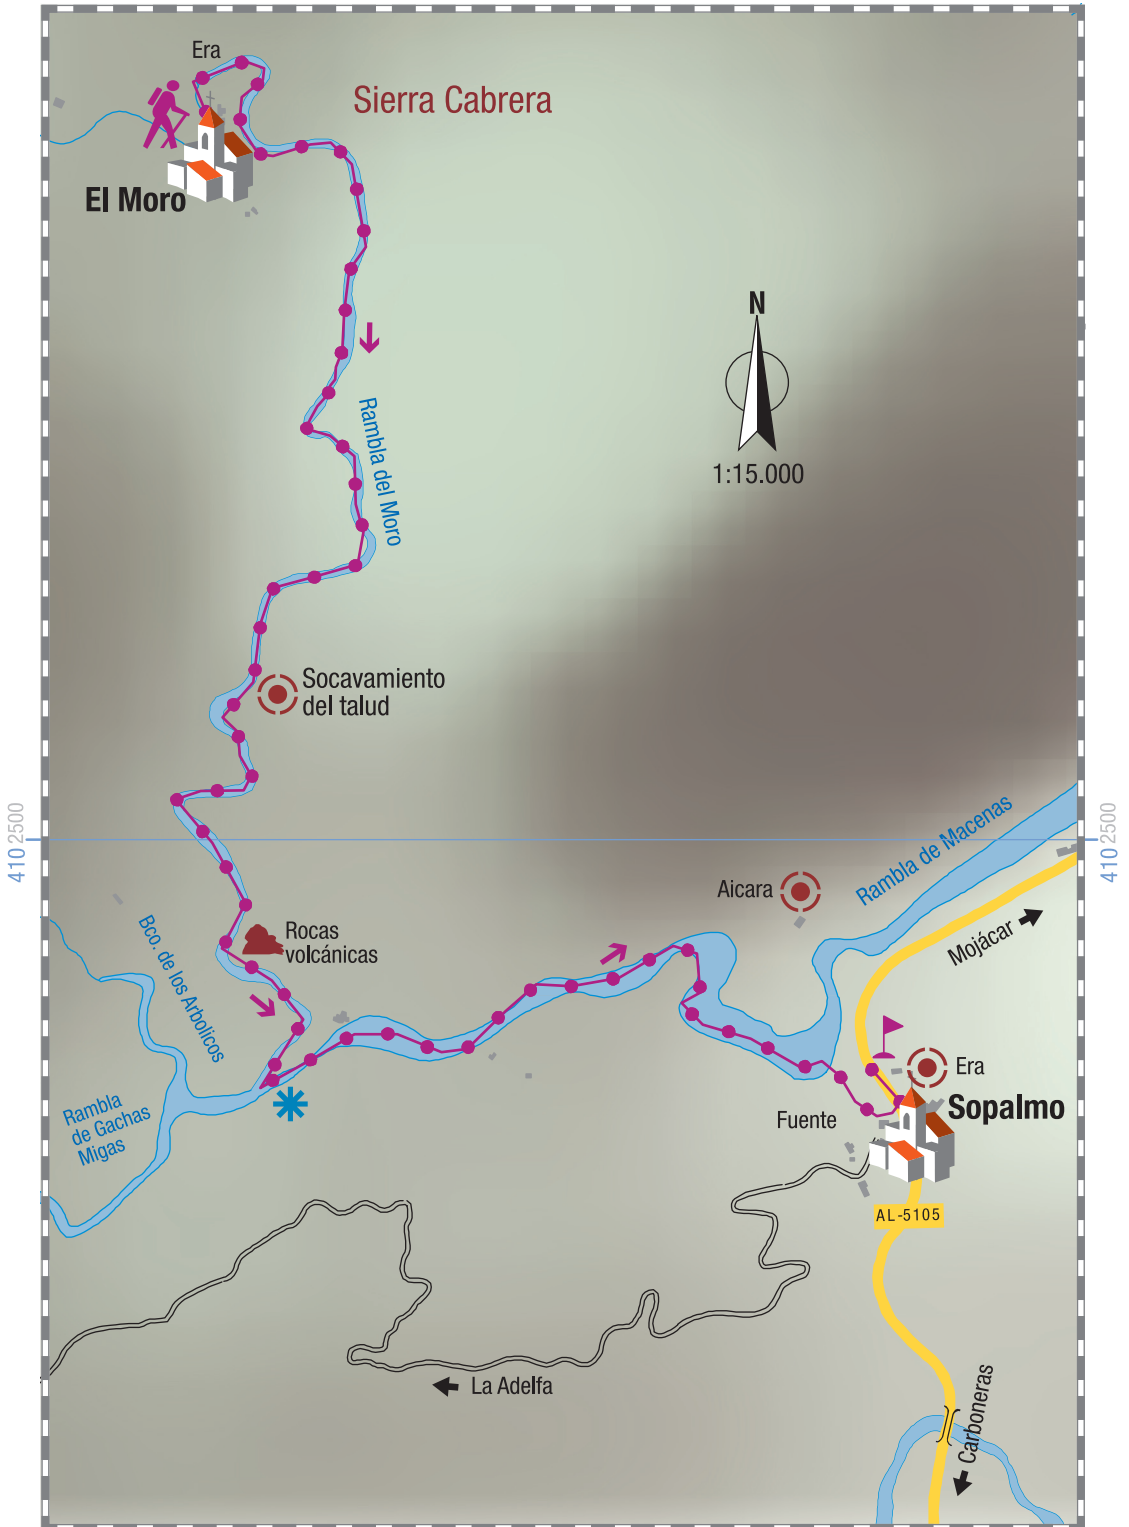 Era
Sierra Cabrera
El Moro
N
1:15.000
Rambla del Moro
Socavamiento
del talud
410 2500
410 2500
Rambla de Macenas
Aicara
Mojácar
Rocas
volcánicas
Bco. de los Arbolicos
Rambla
de Gachas
Migas
Era
Sopalmo
Fuente
AL-5105
La Adelfa
Carboneras